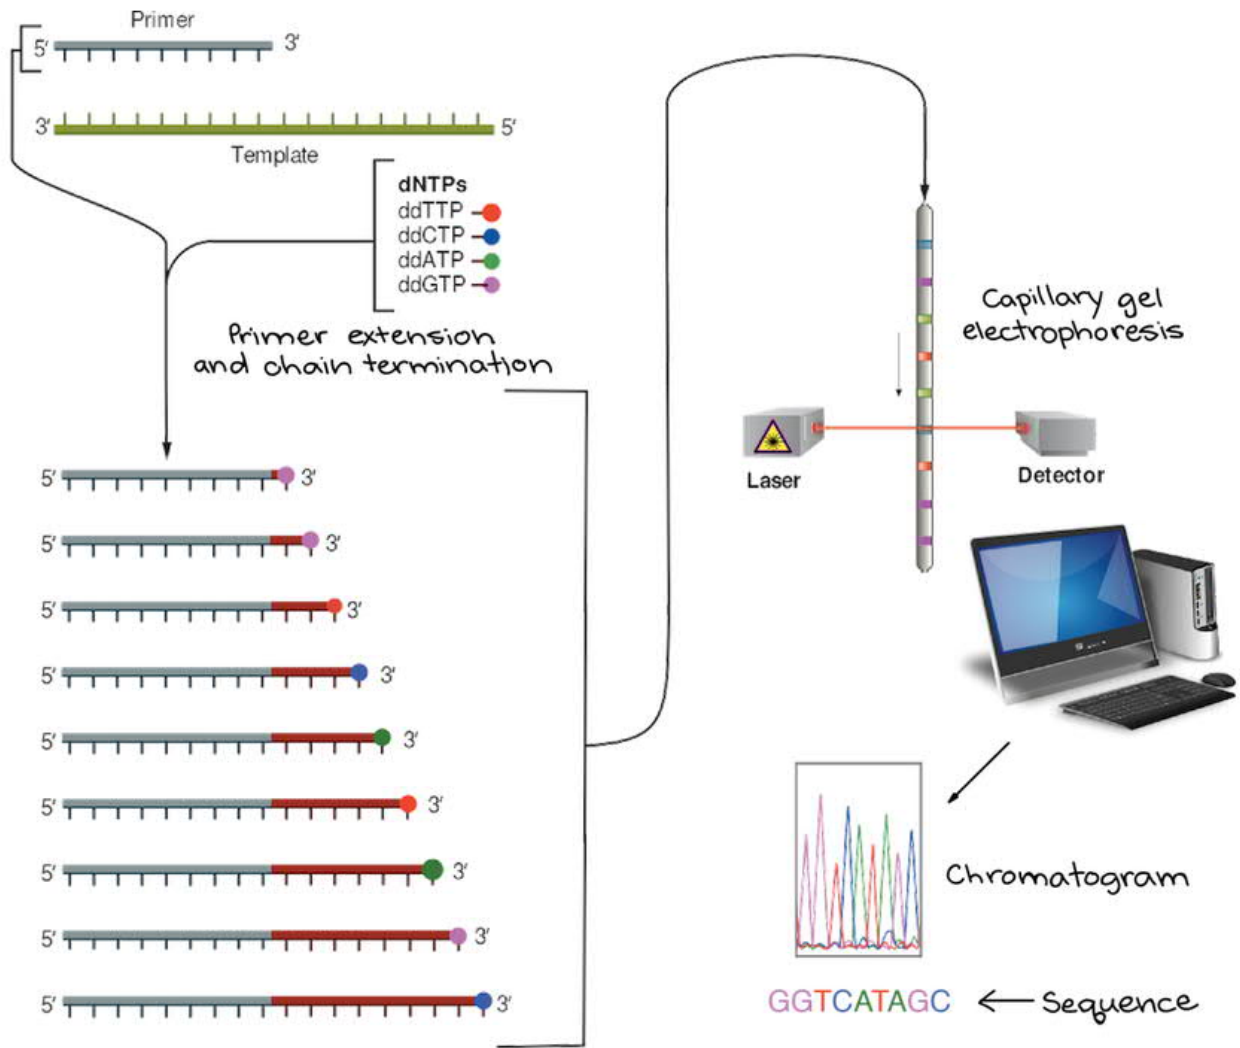 Primer
5′ 3′
3′ 5′
Template
dNTPs
ddTTP
ddCTP
ddATP
ddGTP
Primer extension
and chain termination
5′ 3′
5′ 3′
5′ 3′
5′ 3′
5′ 3′
5′ 3′
5′ 3′
5′ 3′
5′ 3′
Capillary gel
electrophoresis
Laser
Detector
Chromatogram
GGTCATAGC
Sequence